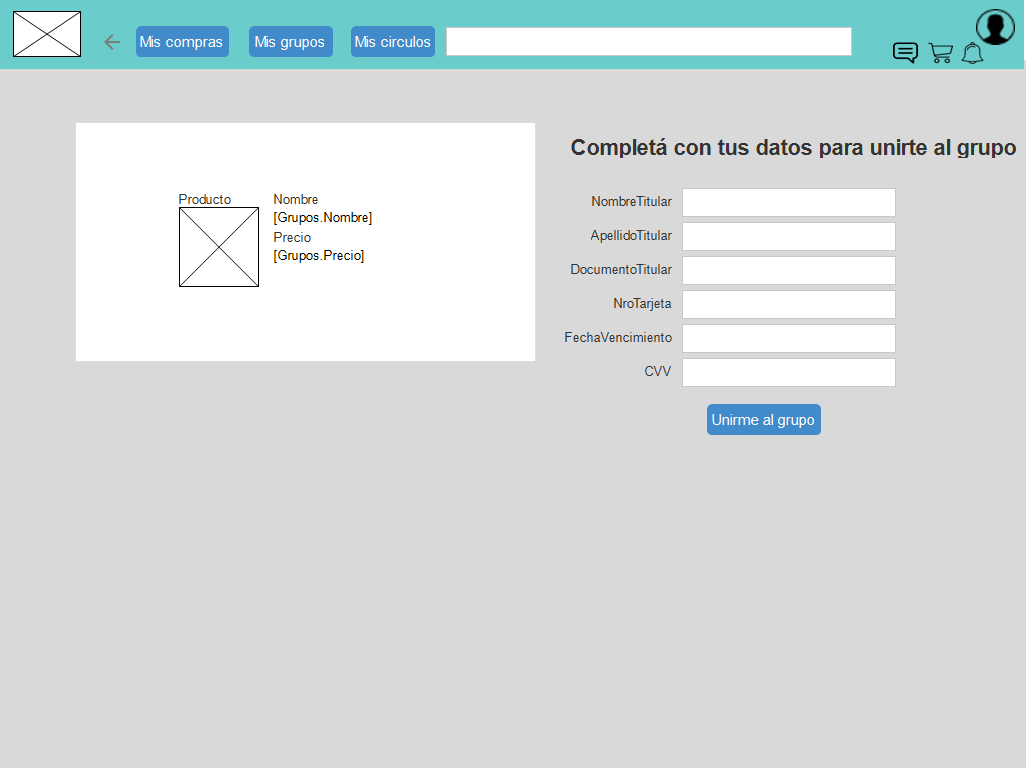 Mis compras
Mis grupos
Mis circulos
Producto
Nombre
[Grupos.Nombre]
Precio
[Grupos.Precio]
Completá con tus datos para unirte al grupo
NombreTitular
ApellidoTitular
DocumentoTitular
NroTarjeta
FechaVencimiento
CVV
Unirme al grupo